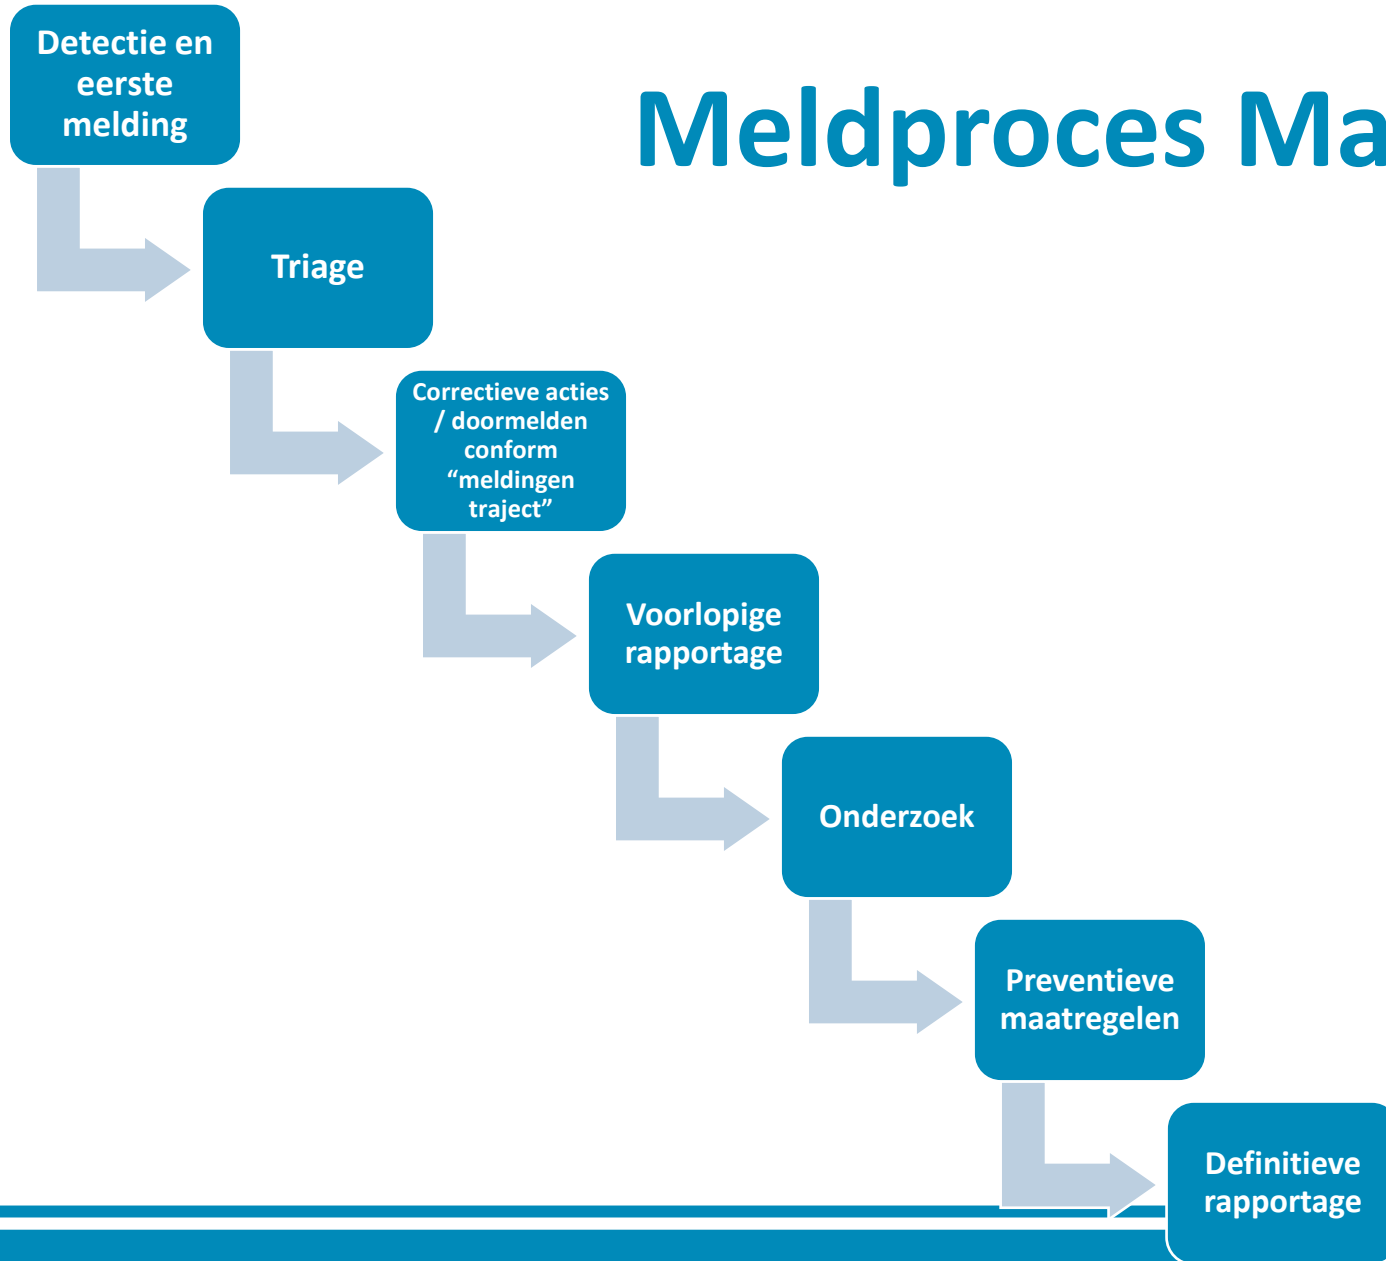 Detectie en
eerste
melding
Meldproces Ma
Triage
Correctieve acties
/ doormelden
conform
“meldingen
traject”
Voorlopige
rapportage
Onderzoek
Preventieve
maatregelen
Definitieve
rapportage